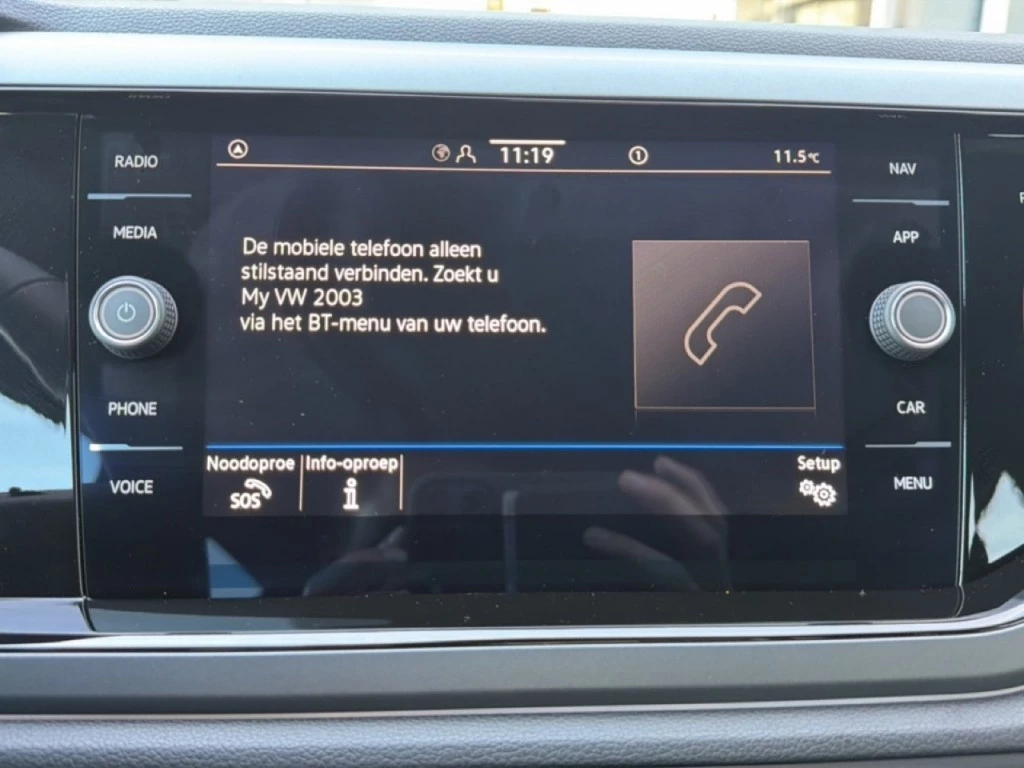 RADIO
MEDIA
PHONE
VOICE
11:19
1
11.5°C
De mobiele telefoon alleen
stilstaand verbinden. Zoekt u
My VW 2003
via het BT-menu van uw telefoon.
Noodoproe
SOS
Info-oproep
Setup
NAV
APP
CAR
MENU